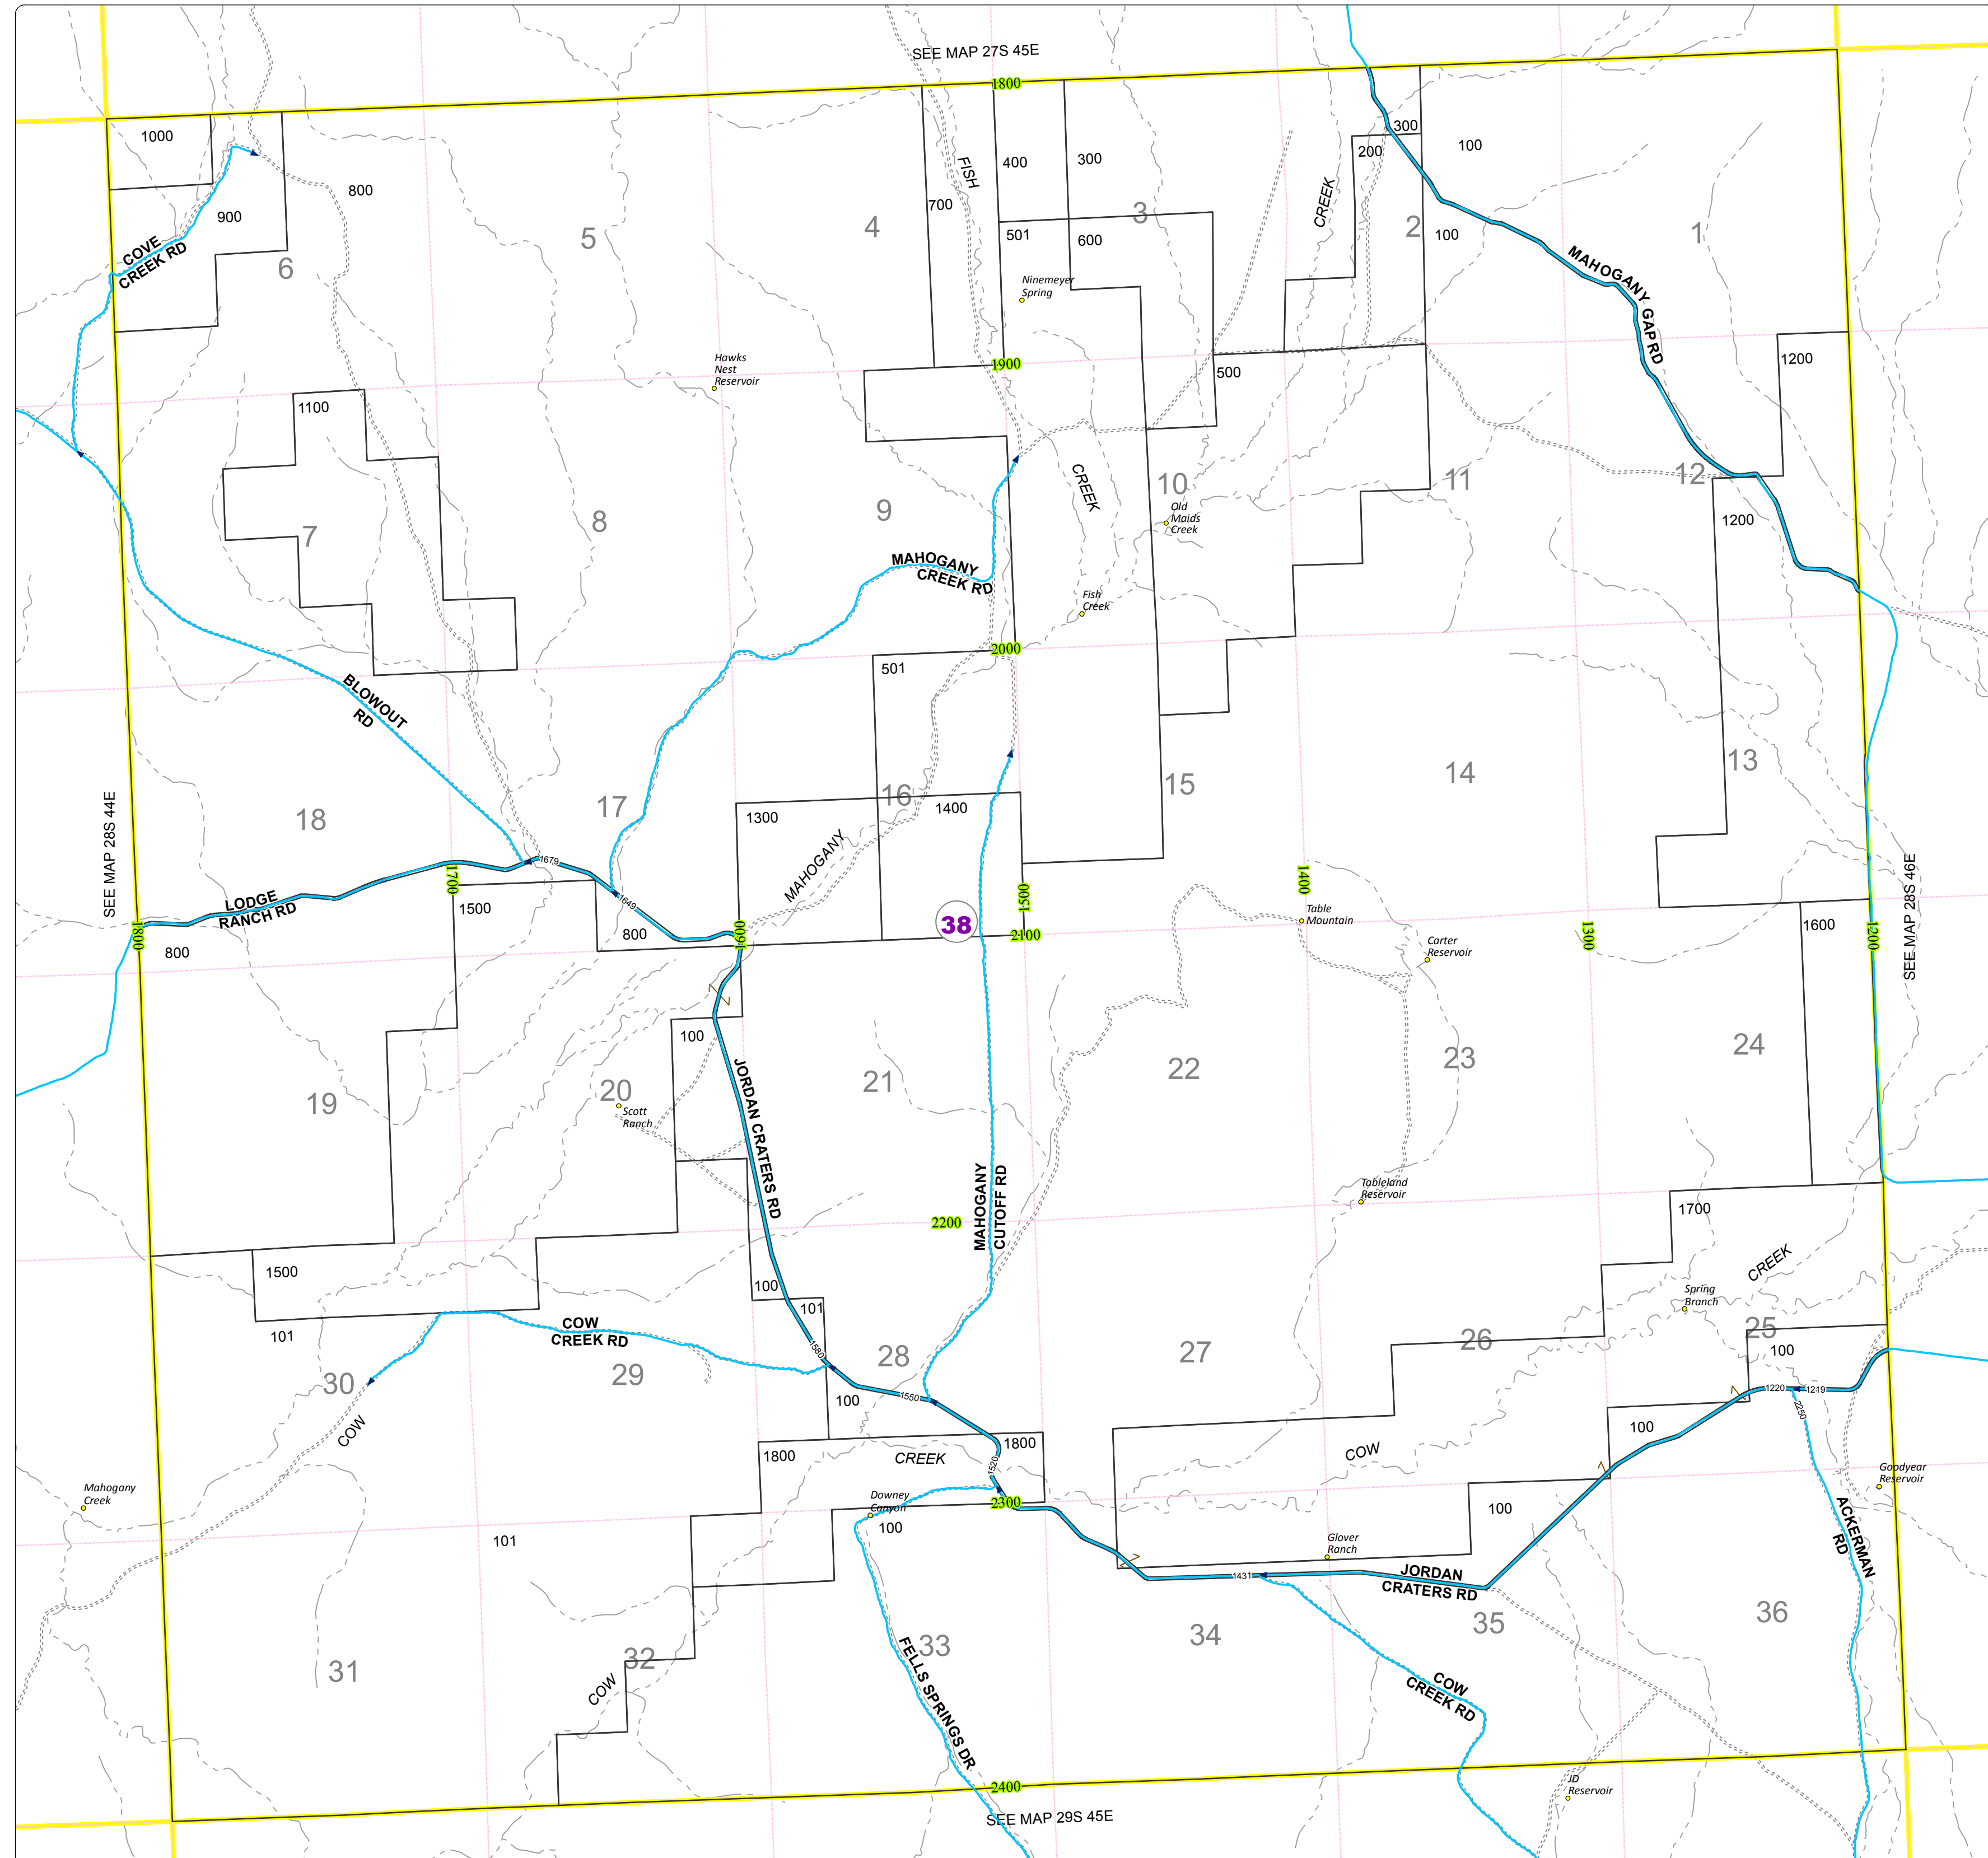 SEE MAP 27S 45E
1800
1000
300
100
200
400
300
FISH
800
CREEK
700
900
3
4
2
1
5
501
600
100
COVE
CREEK RD
6
MAHOGANY GAP RD
Ninemeyer
Spring
Hawks
Nest
Reservoir
1900
1200
500
1100
CREEK
10
11
12
9
Old
Maids
Creek
1200
8
7
MAHOGANY
CREEK RD
Fish
Creek
2000
501
BLOWOUT
RD
13
14
15
16
17
18
1400
1300
MAHOGANY
SEE MAP 28S 44E
1679
1700
1649
1500
1400
LODGE
RANCH RD
1500
38
Table
Mountain
SEE MAP 28S 46E
1800
800
1600
2100
1300
1200
1600
800
Carter
Reservoir
100
24
23
22
21
20
19
Scott
Ranch
JORDAN CRATERS RD
MAHOGANY
CUTOFF RD
Tableland
Reservoir
2200
1700
1500
CREEK
100
101
Spring
Branch
COW
CREEK RD
101
1580
25
26
27
28
29
30
100
1550
100
1220
1219
2250
COW
100
1800
1800
CREEK
COW
1520
Mahogany
Creek
Downey
Canyon
2300
100
100
Goodyear
Reservoir
101
Glover
Ranch
ACKERMAN
RD
1431
JORDAN
CRATERS RD
36
35
34
33
32
31
FELLS SPRINGS DR
COW
COW
CREEK RD
2400
JD
Reservoir
SEE MAP 29S 45E